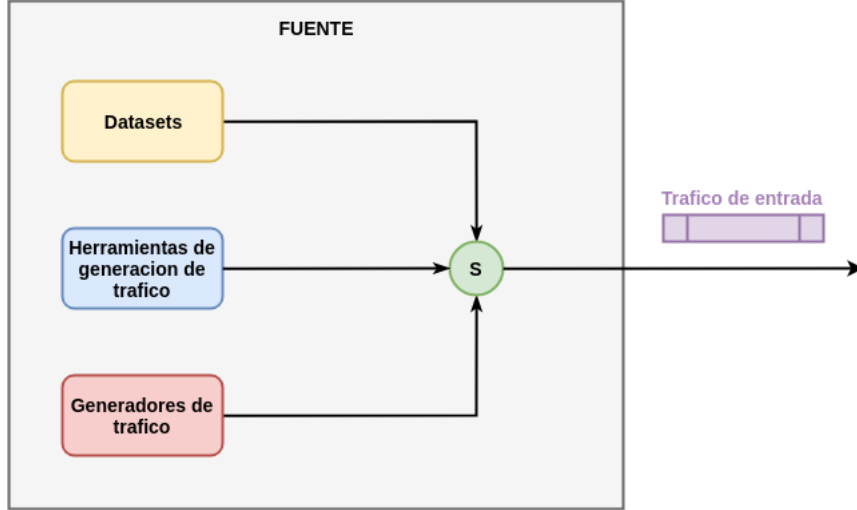 FUENTE
Datasets
Trafico de entrada
Herramientas de
generacion de
trafico
S
Generadores de
trafico